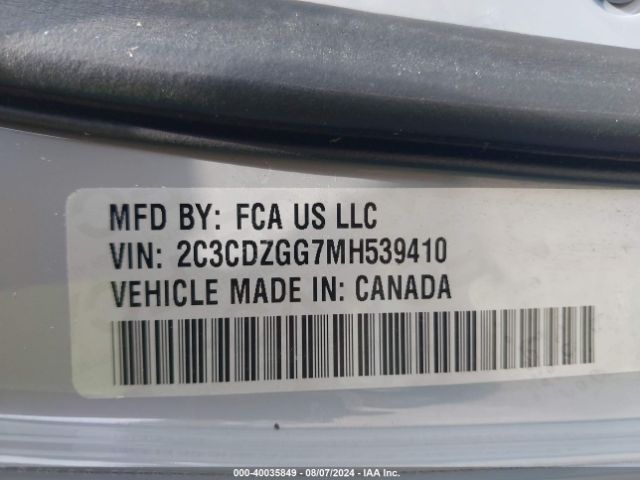 MFD BY: FCA US LLC
VIN: 2C3CDZGG7MH539410
VEHICLE MADE IN: CANADA
000-40035849 - 08/07/2024 - IAA Inc.